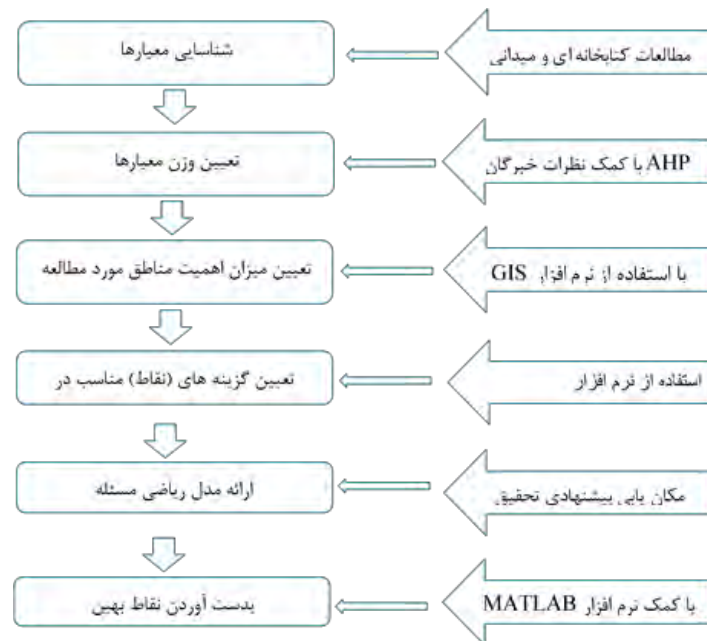 شناسایی معیارها
مطالعات کتابخانه ای و میدانی
تعیین وزن معیارها
AHP با کمک نظرات خبرگان
تعیین میزان اهمیت مناطق مورد مطالعه
با استفاده از نرم افزار GIS
تعیین گزینه های (نقاط) مناسب در
استفاده از نرم افزار
ارائه مدل ریاضی مسئله
مکان یابی پیشنهادی تحقیق
بدست آوردن نقاط بهین
با کمک نرم افزار MATLAB